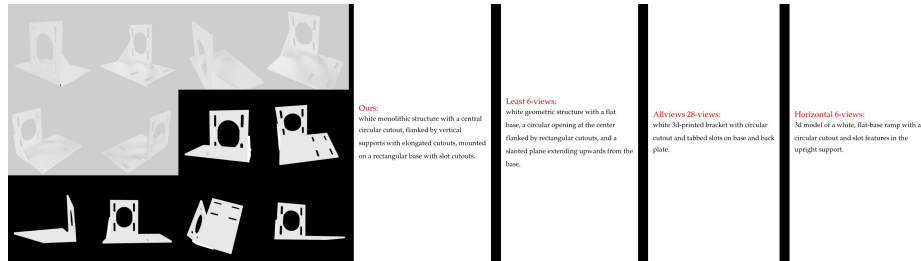 Ours:
white monolithic structure with a central
circular cutout, flanked by vertical
supports with elongated cutouts, mounted
on a rectangular base with slot cutouts.
Least 6-views:
white geometric structure with a flat
base, a circular opening at the center
flanked by rectangular cutouts, and a
slanted plane extending upwards from the
base.
Allviews 28-views:
white 3d-printed bracket with circular
cutout and tabbed slots on base and back
plate.
Horizontal 6-views:
3d model of a white, flat-base ramp with a
circular cutout and slot features in the
upright support.